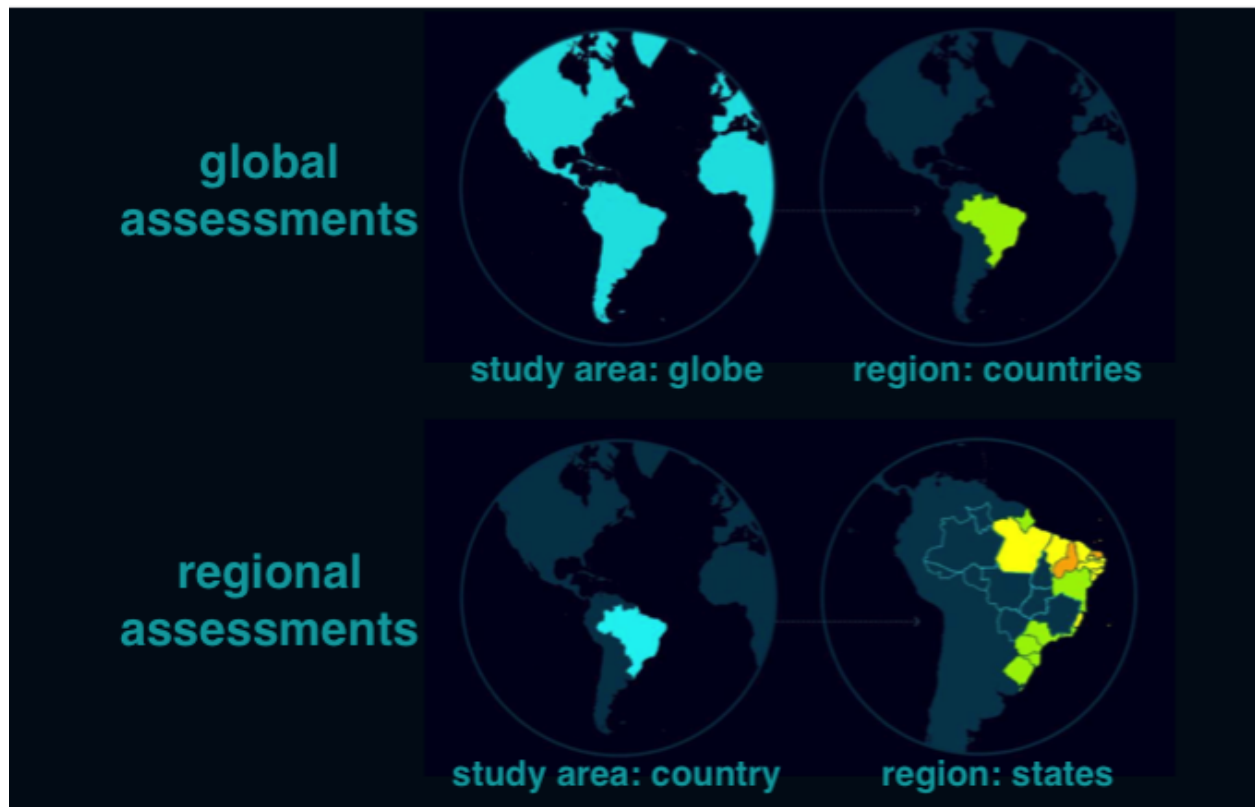 global
assessments
study area: globe
region: countries
regional
assessments
study area: country
region: states